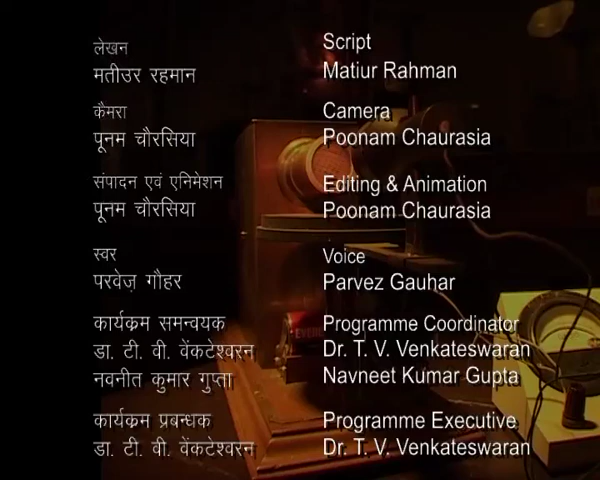 लेखन
Script
मतीउर रहमान
Matiur Rahman
कैमरा
Camera
पूनम चौरसिया
Poonam Chaurasia
संपादन एवं एनिमेशन
Editing & Animation
पूनम चौरसिया
Poonam Chaurasia
स्वर
Voice
परवेज़ गौहर
Parvez Gauhar
कार्यक्रम समन्वयक
Programme Coordinator
डा. टी. वी. वेंकटेश्वरन
Dr. T. V. Venkateswaran
नवनीत कुमार गुप्ता
Navneet Kumar Gupta
कार्यक्रम प्रबन्धक
Programme Executive
डा. टी. वी. वेंकटेश्वरन
Dr. T. V. Venkateswaran